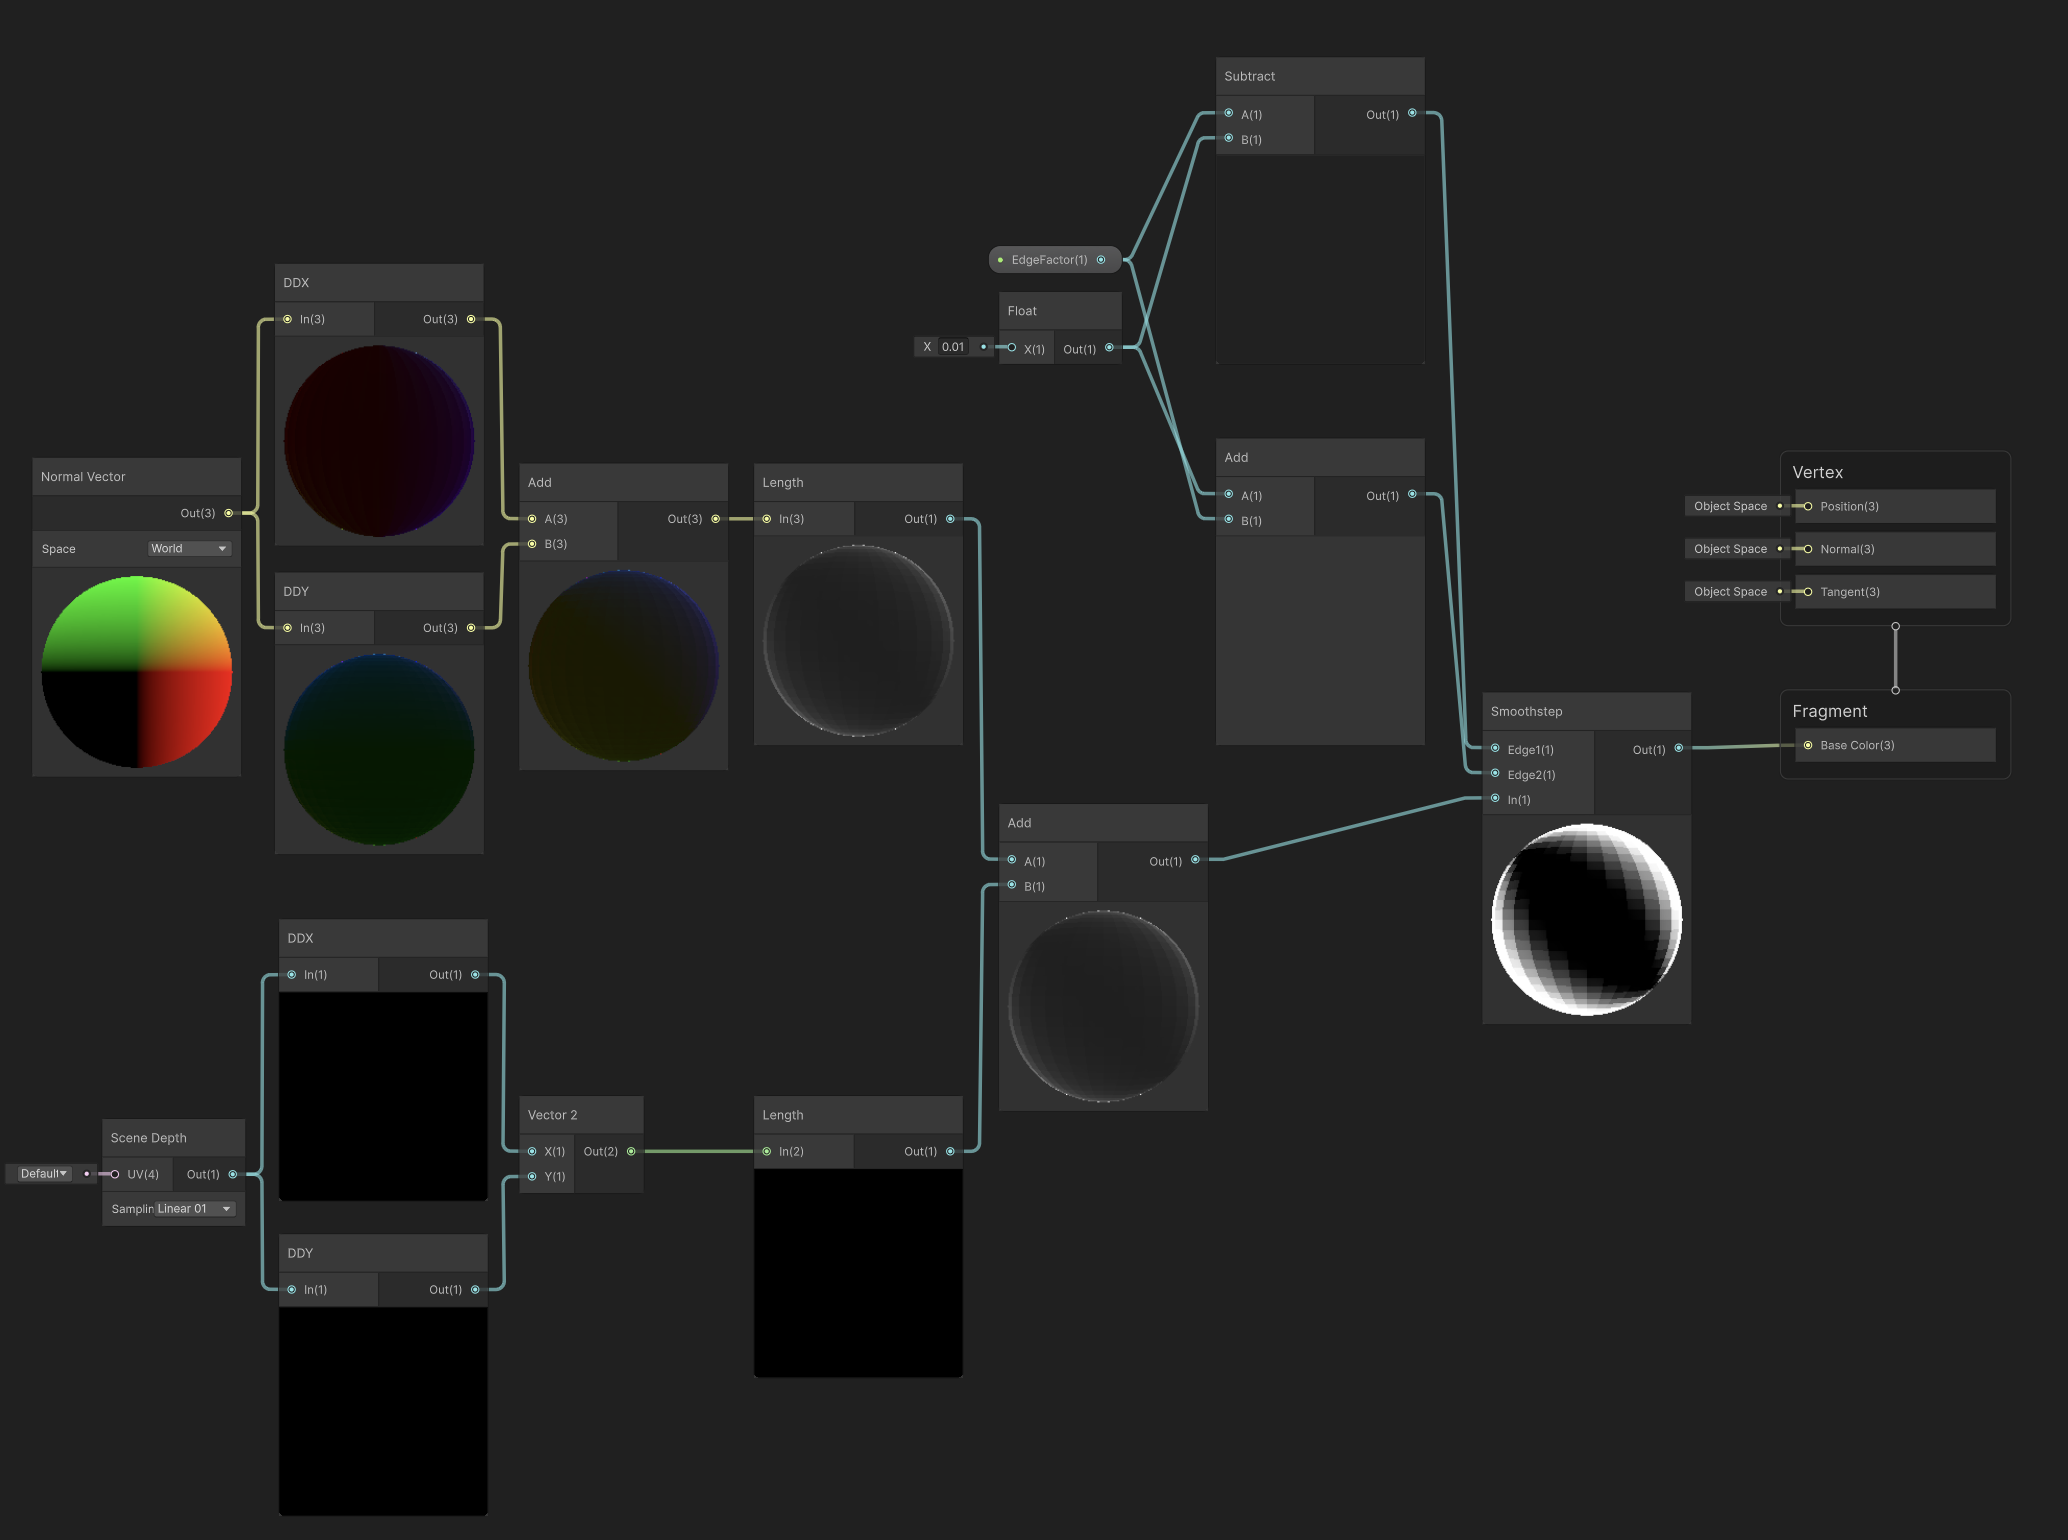 Subtract
A(1)
Out(1)
B(1)
EdgeFactor(1)
Float
X 0.01
X(1)
Out(1)
DDX
In(3)
Out(3)
Normal Vector
Out(3)
Space
World
DDY
In(3)
Out(3)
Add
A(3)
Out(3)
B(3)
Length
In(3)
Out(1)
Add
A(1)
Out(1)
B(1)
Vertex
Object Space
Position(3)
Object Space
Normal(3)
Object Space
Tangent(3)
Smoothstep
Edge1(1)
Out(1)
Edge2(1)
In(1)
Fragment
Base Color(3)
Add
A(1)
Out(1)
B(1)
DDX
In(1)
Out(1)
Scene Depth
Default
UV(4)
Out(1)
Samplin
Linear 01
DDY
In(1)
Out(1)
Vector 2
X(1)
Out(2)
Y(1)
Length
In(2)
Out(1)